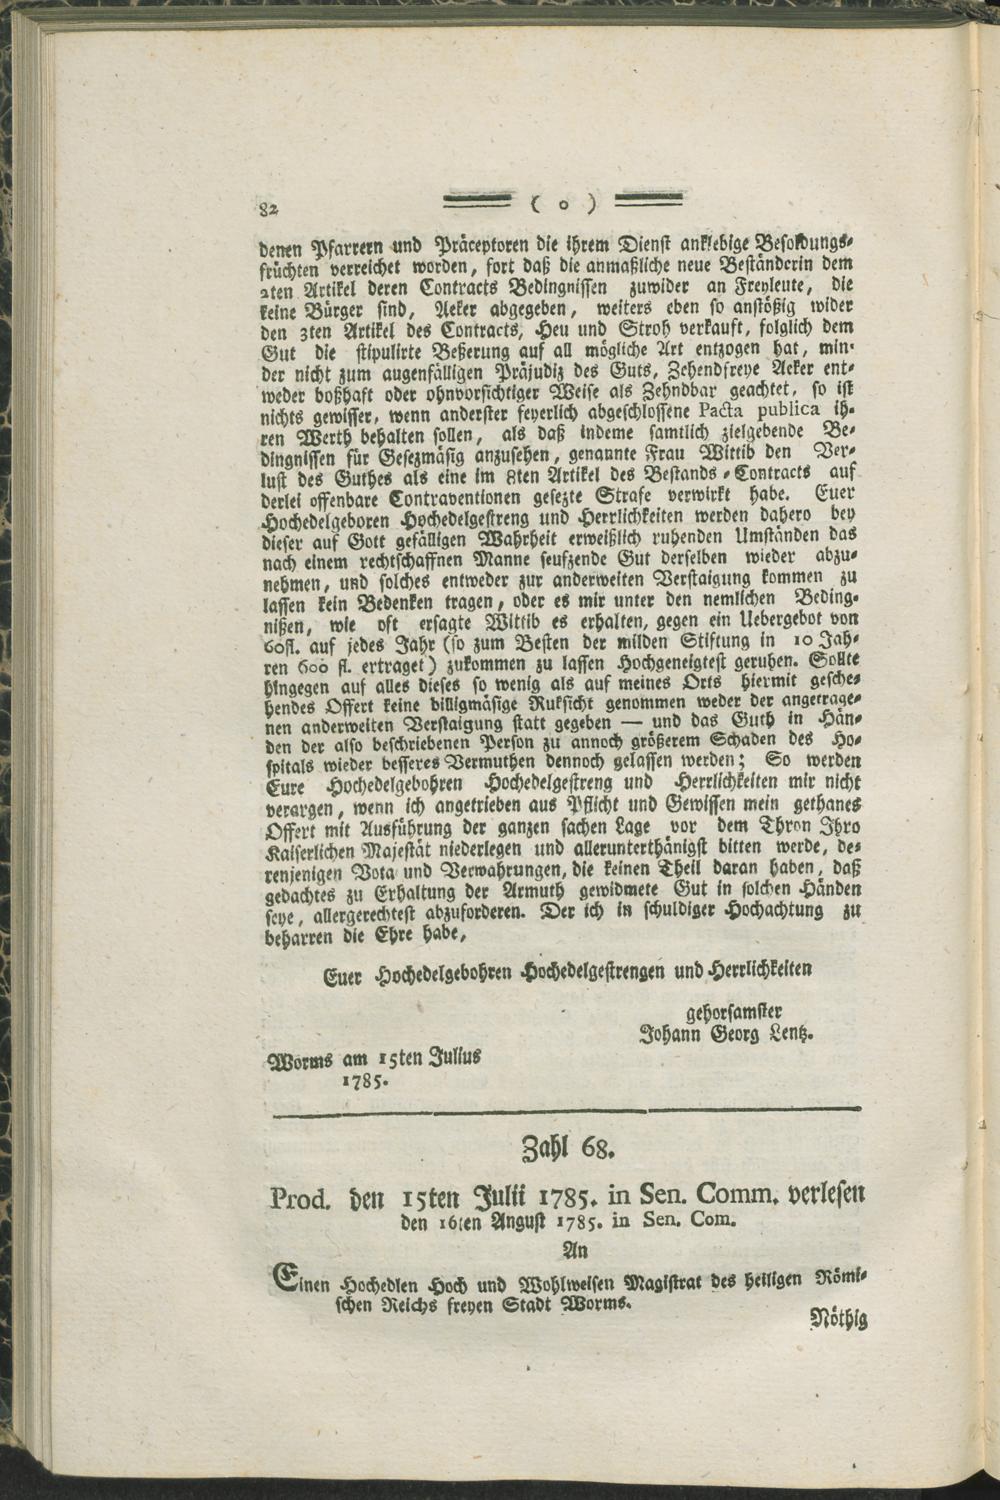 82 ( o )
denen Pfarrern und Präceptoren die ihrem Dienst anklebige Besoldungs-
früchten verreichet worden, fort daß die anmaßliche neue Beständerin dem
2ten Artikel deren Contracts Bedingnissen zuwider an Freyleute, die
keine Bürger sind, Aeker abgegeben, weiters eben so anstößig wider
den 3ten Artikel des Contracts, Heu und Stroh verkauft, folglich dem
Gut die stipulirte Beßerung auf all mögliche Art entzogen hat, min-
der nicht zum augenfälligen Präjudiz des Guts, Zehendfreye Aeker ent-
weder boßhaft oder ohnvorsichtiger Weise als Zehndbar geachtet, so ist
nichts gewisser, wenn anderster feyerlich abgeschlossene Pacta publica ih-
ren Werth behalten sollen, als daß indeme samtlich zielgebende Be-
dingnissen für Gesezmäsig anzusehen, genannte Frau Wittib den Ver-
lust des Guthes als eine im 8ten Artikel des Bestands-Contracts auf
derlei offenbare Contraventionen gesezte Strafe verwirkt habe. Euer
Hochedelgeboren Hochedelgestreng und Herrlichkeiten werden dahero bey
dieser auf Gott gefälligen Wahrheit erweißlich ruhenden Umständen das
nach einem rechtschaffnen Manne seufzende Gut derselben wieder abzu-
nehmen, und solches entweder zur anderweiten Verstaigung kommen zu
lassen kein Bedenken tragen, oder es mir unter den nemlichen Beding-
nißen, wie oft ersagte Wittib es erhalten, gegen ein Uebergebot von
60fl. auf jedes Jahr (so zum Besten der milden Stiftung in 10 Jah-
ren 600 fl. ertraget) zukommen zu lassen Hochgeneigtest geruhen. Sollte
hingegen auf alles dieses so wenig als auf meines Orts hiermit gesche-
hendes Offert keine billigmäsige Ruksicht genommen weder der angetrage-
nen anderweiten Verstaigung statt gegeben — und das Guth in Hän-
den der also beschriebenen Person zu annoch größerem Schaden des Ho-
spitals wieder besseres Vermuthen dennoch gelassen werden; So werden
Eure Hochedelgebohren Hochedelgestreng und Herrlichkeiten mir nicht
verargen, wenn ich angetrieben aus Pflicht und Gewissen mein gethanes
Offert mit Ausführung der ganzen sachen Lage vor dem Thron Ihro
Kaiserlichen Majestät niederlegen und allerunterthänigst bitten werde, de-
renjenigen Vota und Verwahrungen, die keinen Theil daran haben, daß
gedachtes zu Erhaltung der Armuth gewidmete Gut in solchen Händen
seye, allergerechtest abzuforderen. Der ich in schuldiger Hochachtung zu
beharren die Ehre habe,
Euer Hochedelgebohren Hochedelgestrengen und Herrlichkeiten
gehorsamster
Johann Georg Lentz.
Worms am 15ten Julius
1785.
Zahl 68.
Prod. den 15ten Julii 1785. in Sen. Comm. verlesen
den 16ten August 1785. in Sen. Com.
An
Einen Hochedlen Hoch und Wohlweisen Magistrat des heiligen Römi-
schen Reichs freyen Stadt Worms.
Nöthig